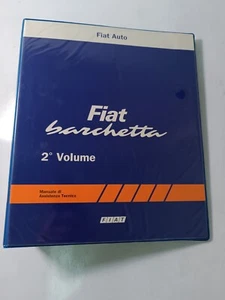 Fiat Auto
Fiat
barchetta
2° Volume
Manuale di
Assistenza Tecnica
FIAT